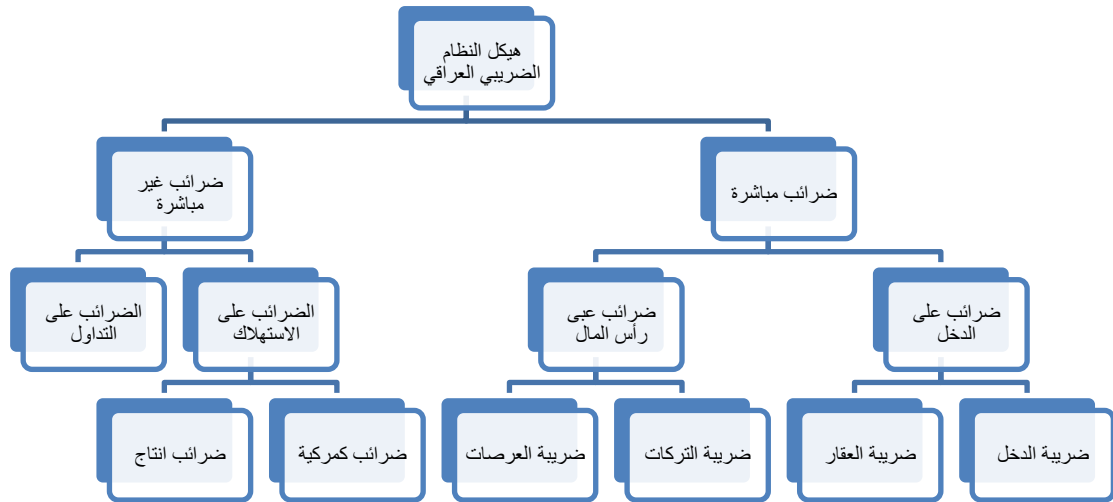 هيكل النظام
الضريبي العراقي
ضرائب مباشرة
ضرائب غير
مباشرة
ضرائب على
الدخل
ضرائب عبى
رأس المال
الضرائب على
الاستهلاك
الضرائب على
التداول
ضريبة الدخل
ضريبة العقار
ضريبة التركات
ضريبة العرصات
ضرائب كمركية
ضرائب انتاج